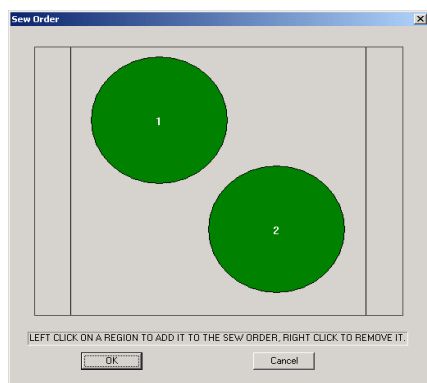 Sew Order
1
2
LEFT CLICK ON A REGION TO ADD IT TO THE SEW ORDER, RIGHT CLICK TO REMOVE IT.
OK
Cancel